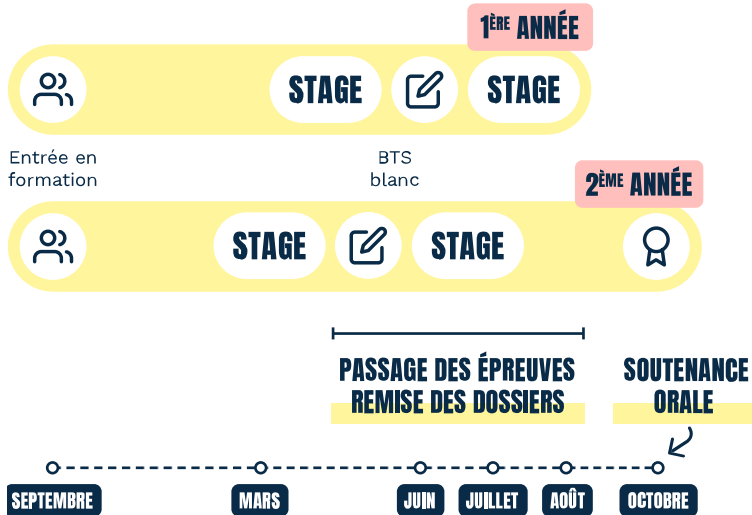 1ÈRE ANNÉE
STAGE STAGE
Entrée en
formation
BTS
blanc
2ÈME ANNÉE
STAGE STAGE
PASSAGE DES ÉPREUVES
REMISE DES DOSSIERS
SOUTENANCE
ORALE
SEPTEMBRE MARS JUIN JUILLET AOÛT OCTOBRE